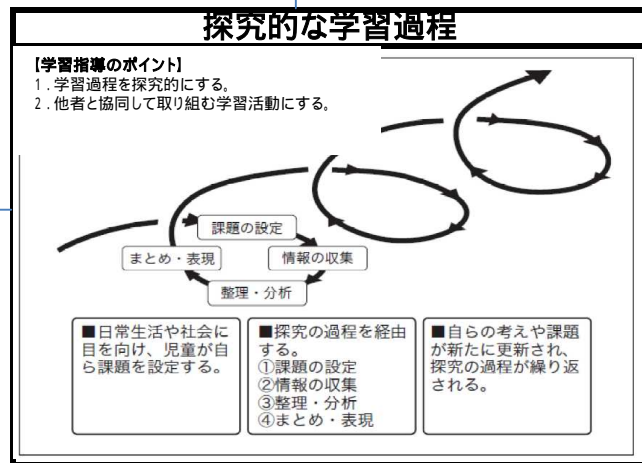 探究的な学習過程
【学習指導のポイント】
1．学習過程を探究的にする。
2．他者と協同して取り組む学習活動にする。
課題の設定
まとめ・表現
情報の収集
整理・分析
■日常生活や社会に
目を向け、児童が自
ら課題を設定する。
■探究の過程を経由
する。
①課題の設定
②情報の収集
③整理・分析
④まとめ・表現
■自らの考えや課題
が新たに更新され、
探究の過程が繰り返
される。